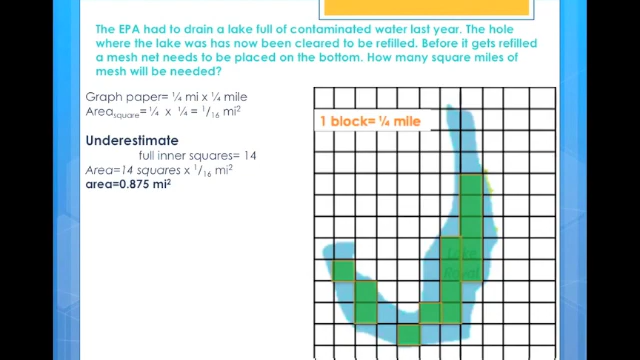 The EPA had to drain a lake full of contaminated water last year. The hole
where the lake was has now been cleared to be refilled. Before it gets refilled
a mesh net needs to be placed on the bottom. How many square miles of
mesh will be needed?
Graph paper= ¼ mi x ¼ mile
Area square= ¼ x ¼ = 1/16 mi²
Underestimate
full inner squares= 14
Area=14 squares x 1/16 mi²
area=0.875 mi²
1 block= ¼ mile
Lake
Royal